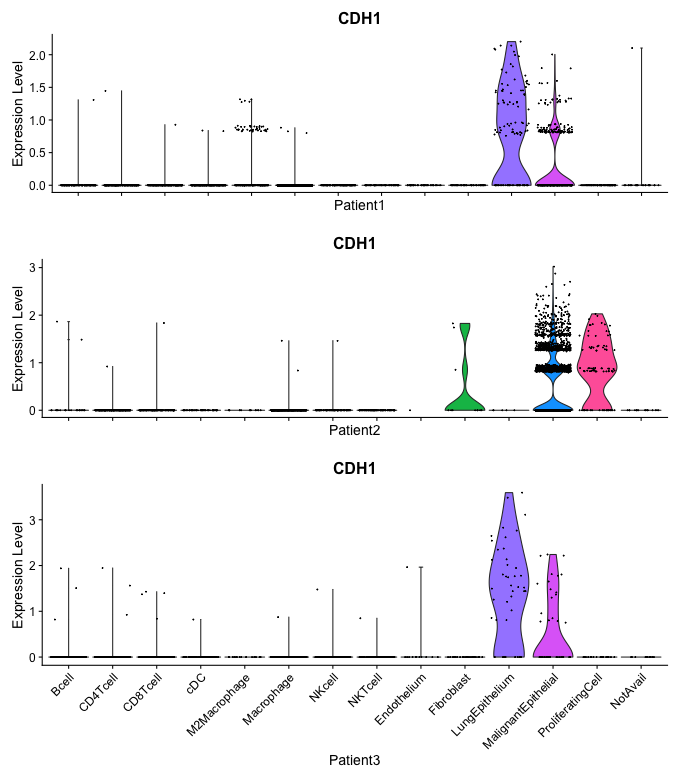 CDH1
Expression Level
2.0
1.5
1.0
0.5
0.0
Patient1
CDH1
Expression Level
3
2
1
0
Patient2
CDH1
Expression Level
3
2
1
0
Bcell
CD4Tcell
CD8Tcell
cDC
M2Macrophage
Macrophage
NKcell
NKTcell
Endothelium
Fibroblast
LungEpithelium
MalignantEpithelial
ProliferatingCell
NotAvail
Patient3